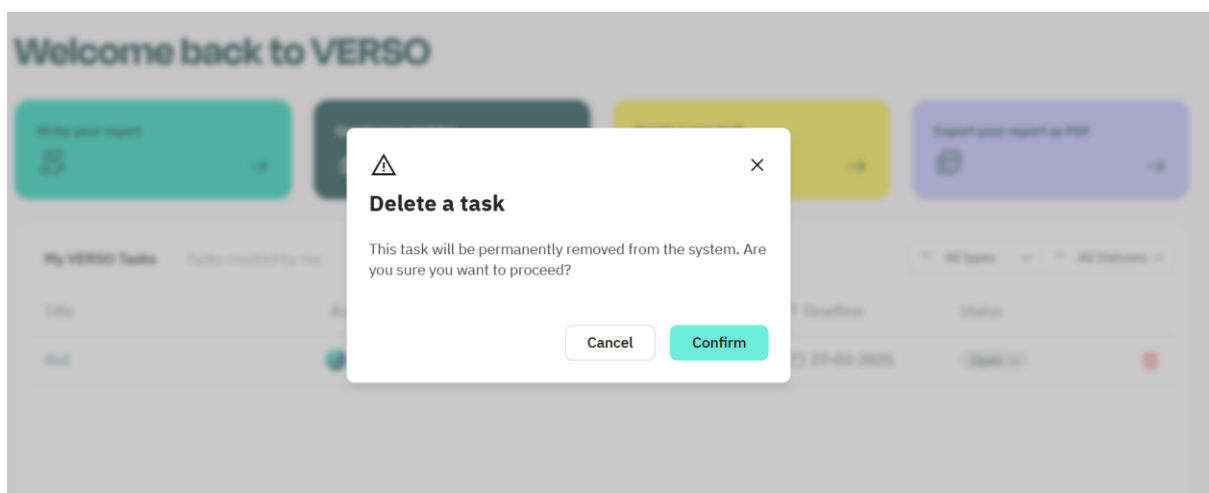 Welcome back to VERSO
Write your report
Export your report as PDF
Delete a task
This task will be permanently removed from the system. Are
you sure you want to proceed?
Cancel
Confirm
My VERSO Tasks
Tasks created by me
All types
All Statuses
Title
Deadline
Status
27-03-2025
Open